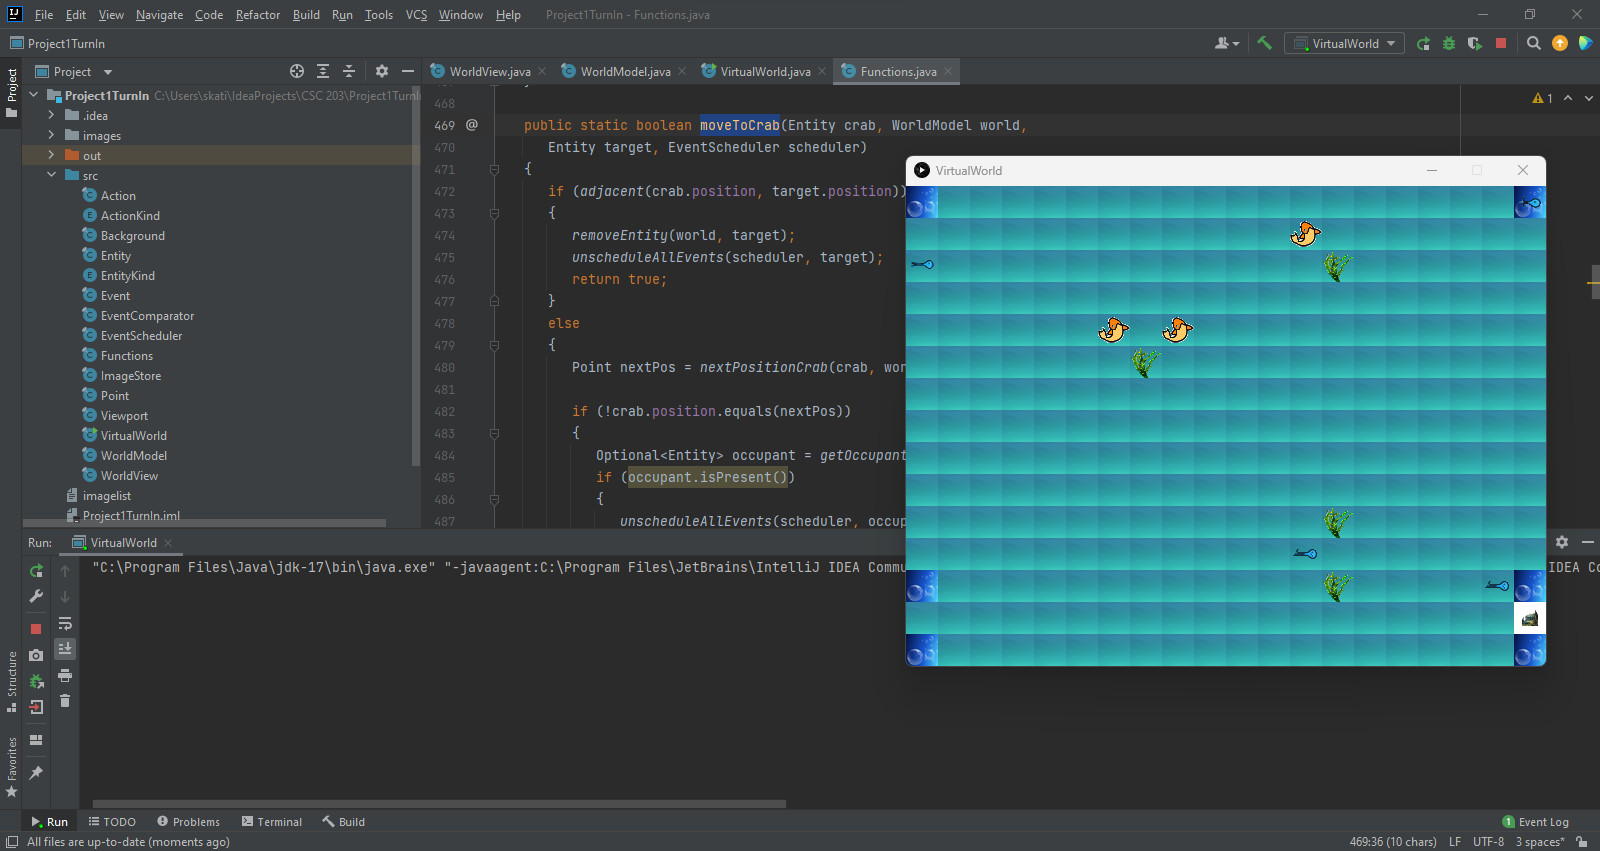 File Edit View Navigate Code Refactor Build Run Tools VCS Window Help Project1TurnIn - Functions.java
Project1TurnIn
VirtualWorld
Project
Project
WorldView.java
WorldModel.java
VirtualWorld.java
Functions.java
Project1TurnIn C:\Users\skati\IdeaProjects\CSC 203\Project1TurnIn
.idea
images
out
src
Action
ActionKind
Background
Entity
EntityKind
Event
EventComparator
EventScheduler
Functions
ImageStore
Point
Viewport
VirtualWorld
WorldModel
WorldView
imagelist
Project1TurnIn.iml
1
468
469 @ public static boolean moveToCrab(Entity crab, WorldModel world,
470 Entity target, EventScheduler scheduler)
471 {
472 if (adjacent(crab.position, target.position))
473 {
474 removeEntity(world, target);
475 unscheduleAllEvents(scheduler, target);
476 return true;
477 }
478 else
479 {
480 Point nextPos = nextPositionCrab(crab, wor
481
482 if (!crab.position.equals(nextPos))
483 {
484 Optional<Entity> occupant = getOccupant
485 if (occupant.isPresent())
486 {
487 unscheduleAllEvents(scheduler, occup
VirtualWorld
Run: VirtualWorld
"C:\Program Files\Java\jdk-17\bin\java.exe" "-javaagent:C:\Program Files\JetBrains\IntelliJ IDEA Commu
IDEA Co
Structure
Favorites
Run TODO Problems Terminal Build
1 Event Log
All files are up-to-date (moments ago)
469:36 (10 chars) LF UTF-8 3 spaces*